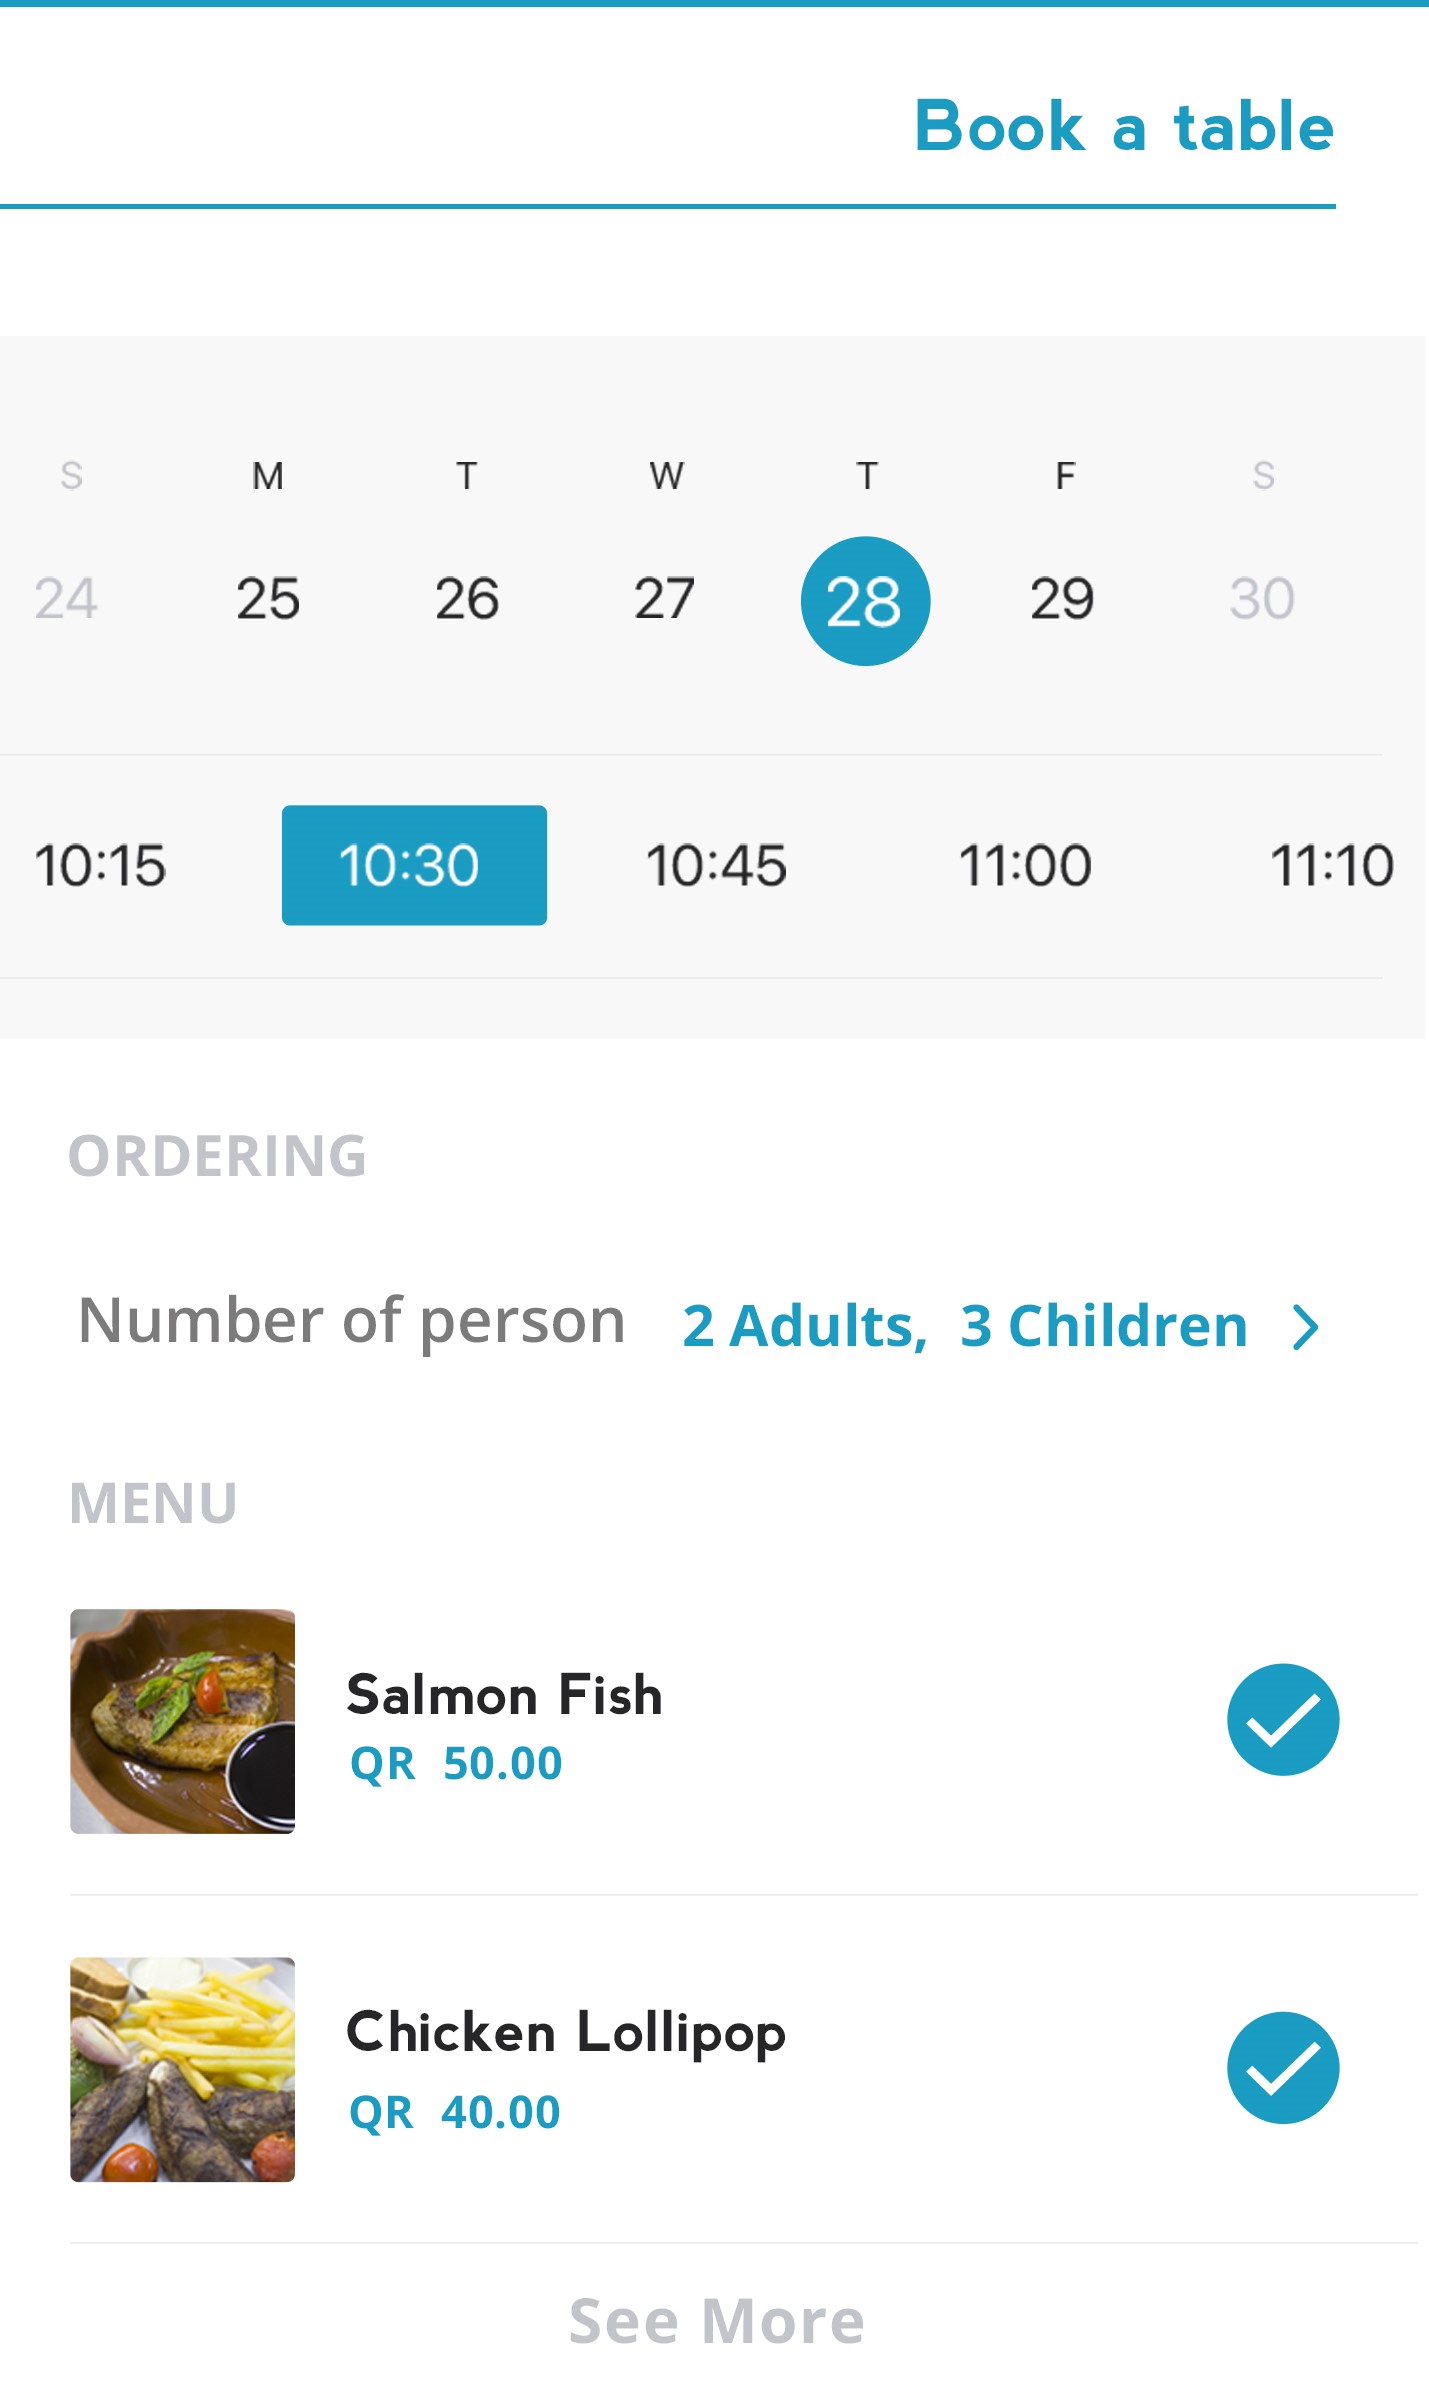 Book a table
S M T W T F S
24 25 26 27 28 29 30
10:15 10:30 10:45 11:00 11:10
ORDERING
Number of person 2 Adults, 3 Children
MENU
Salmon Fish
QR 50.00
Chicken Lollipop
QR 40.00
See More